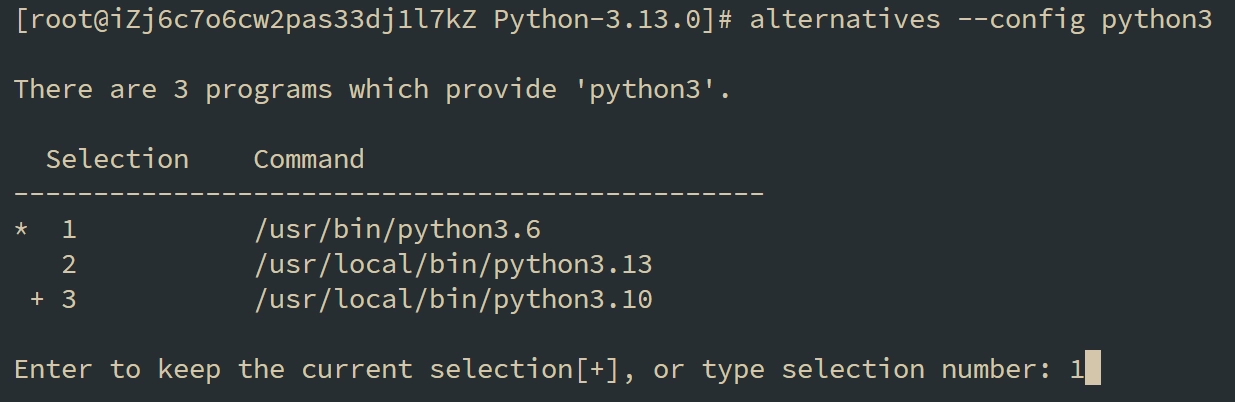 [root@iZj6c7o6cw2pas33dj1l7kZ Python-3.13.0]# alternatives --config python3
There are 3 programs which provide 'python3'.
Selection    Command
-----------------------------------------------
*  1           /usr/bin/python3.6
   2           /usr/local/bin/python3.13
 + 3           /usr/local/bin/python3.10
Enter to keep the current selection[+], or type selection number: 1